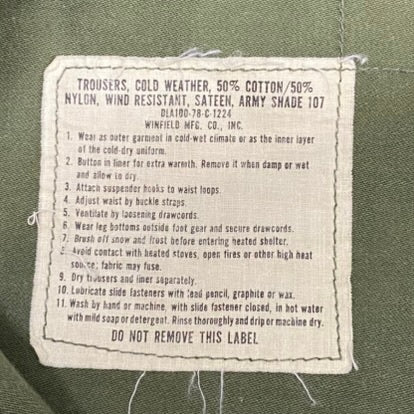 TROUSERS, COLD WEATHER, 50% COTTON/50%
NYLON, WIND RESISTANT, SATEEN, ARMY SHADE 107
DLA100-78-C-1224
WINFIELD MFG. CO., INC.
1. Wear as outer garment in cold-wet climate or as the inner layer
of the cold-dry uniform.
2. Button in liner for extra warmth. Remove it when damp or wet
and allow to dry.
3. Attach suspender hooks to waist loops.
4. Adjust waist by buckle straps.
5. Ventilate by loosening drawcords.
6. Wear leg bottoms outside foot gear and secure drawcords.
7. Brush off snow and frost before entering heated shelter.
8. Avoid contact with heated stoves, open fires or other high heat
source; fabric may fuse.
9. Dry trousers and liner separately.
10. Lubricate slide fasteners with lead pencil, graphite or wax.
11. Wash by hand or machine, with slide fastener closed, in hot water
with mild soap or detergent. Rinse thoroughly and drip or machine dry.
DO NOT REMOVE THIS LABEL